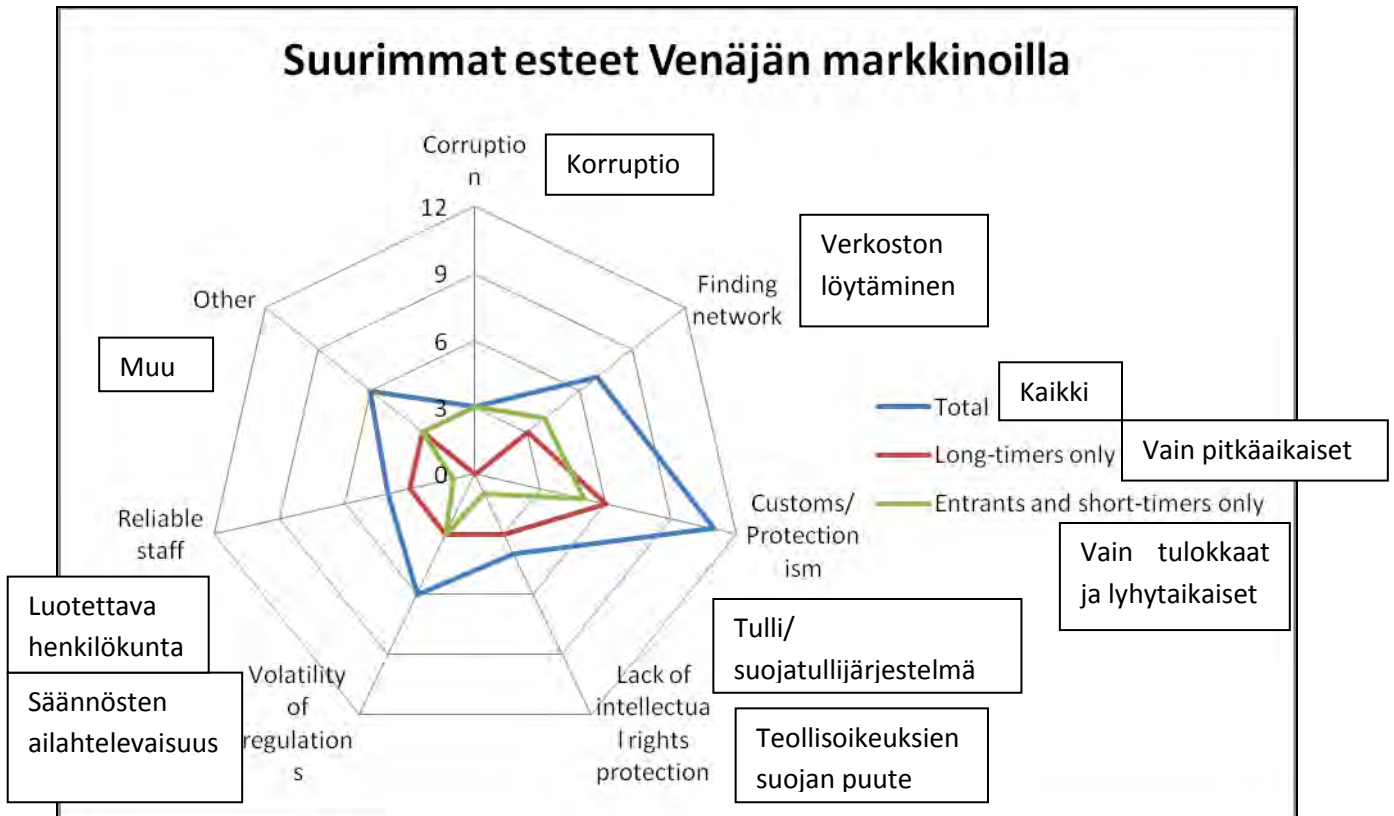 Suurimmat esteet Venäjän markkinoilla
Corruptio
n
Korruptio
12
9
6
3
0
Finding
network
Verkoston
löytäminen
Other
Muu
Total
Kaikki
Long-timers only
Vain pitkäaikaiset
Entrants and short-timers only
Vain tulokkaat
ja lyhytaikaiset
Customs/
Protection
ism
Tulli/
suojatullijärjestelmä
Reliable
staff
Luotettava
henkilökunta
Volatility
of
regulation
s
Säännösten
ailahtelevaisuus
Lack of
intellectua
l rights
protection
Teollisoikeuksien
suojan puute